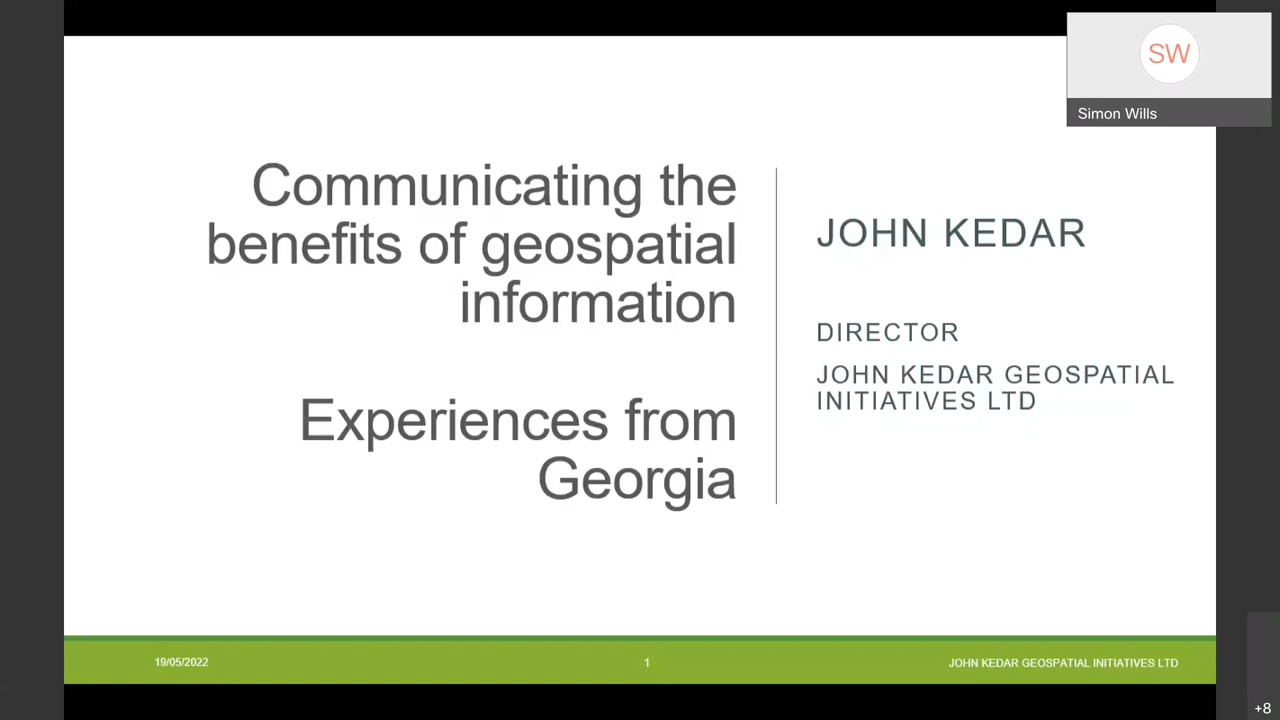 SW
Simon Wills
Communicating the
benefits of geospatial
information
Experiences from
Georgia
JOHN KEDAR
DIRECTOR
JOHN KEDAR GEOSPATIAL
INITIATIVES LTD
19/05/2022
1
JOHN KEDAR GEOSPATIAL INITIATIVES LTD
+8